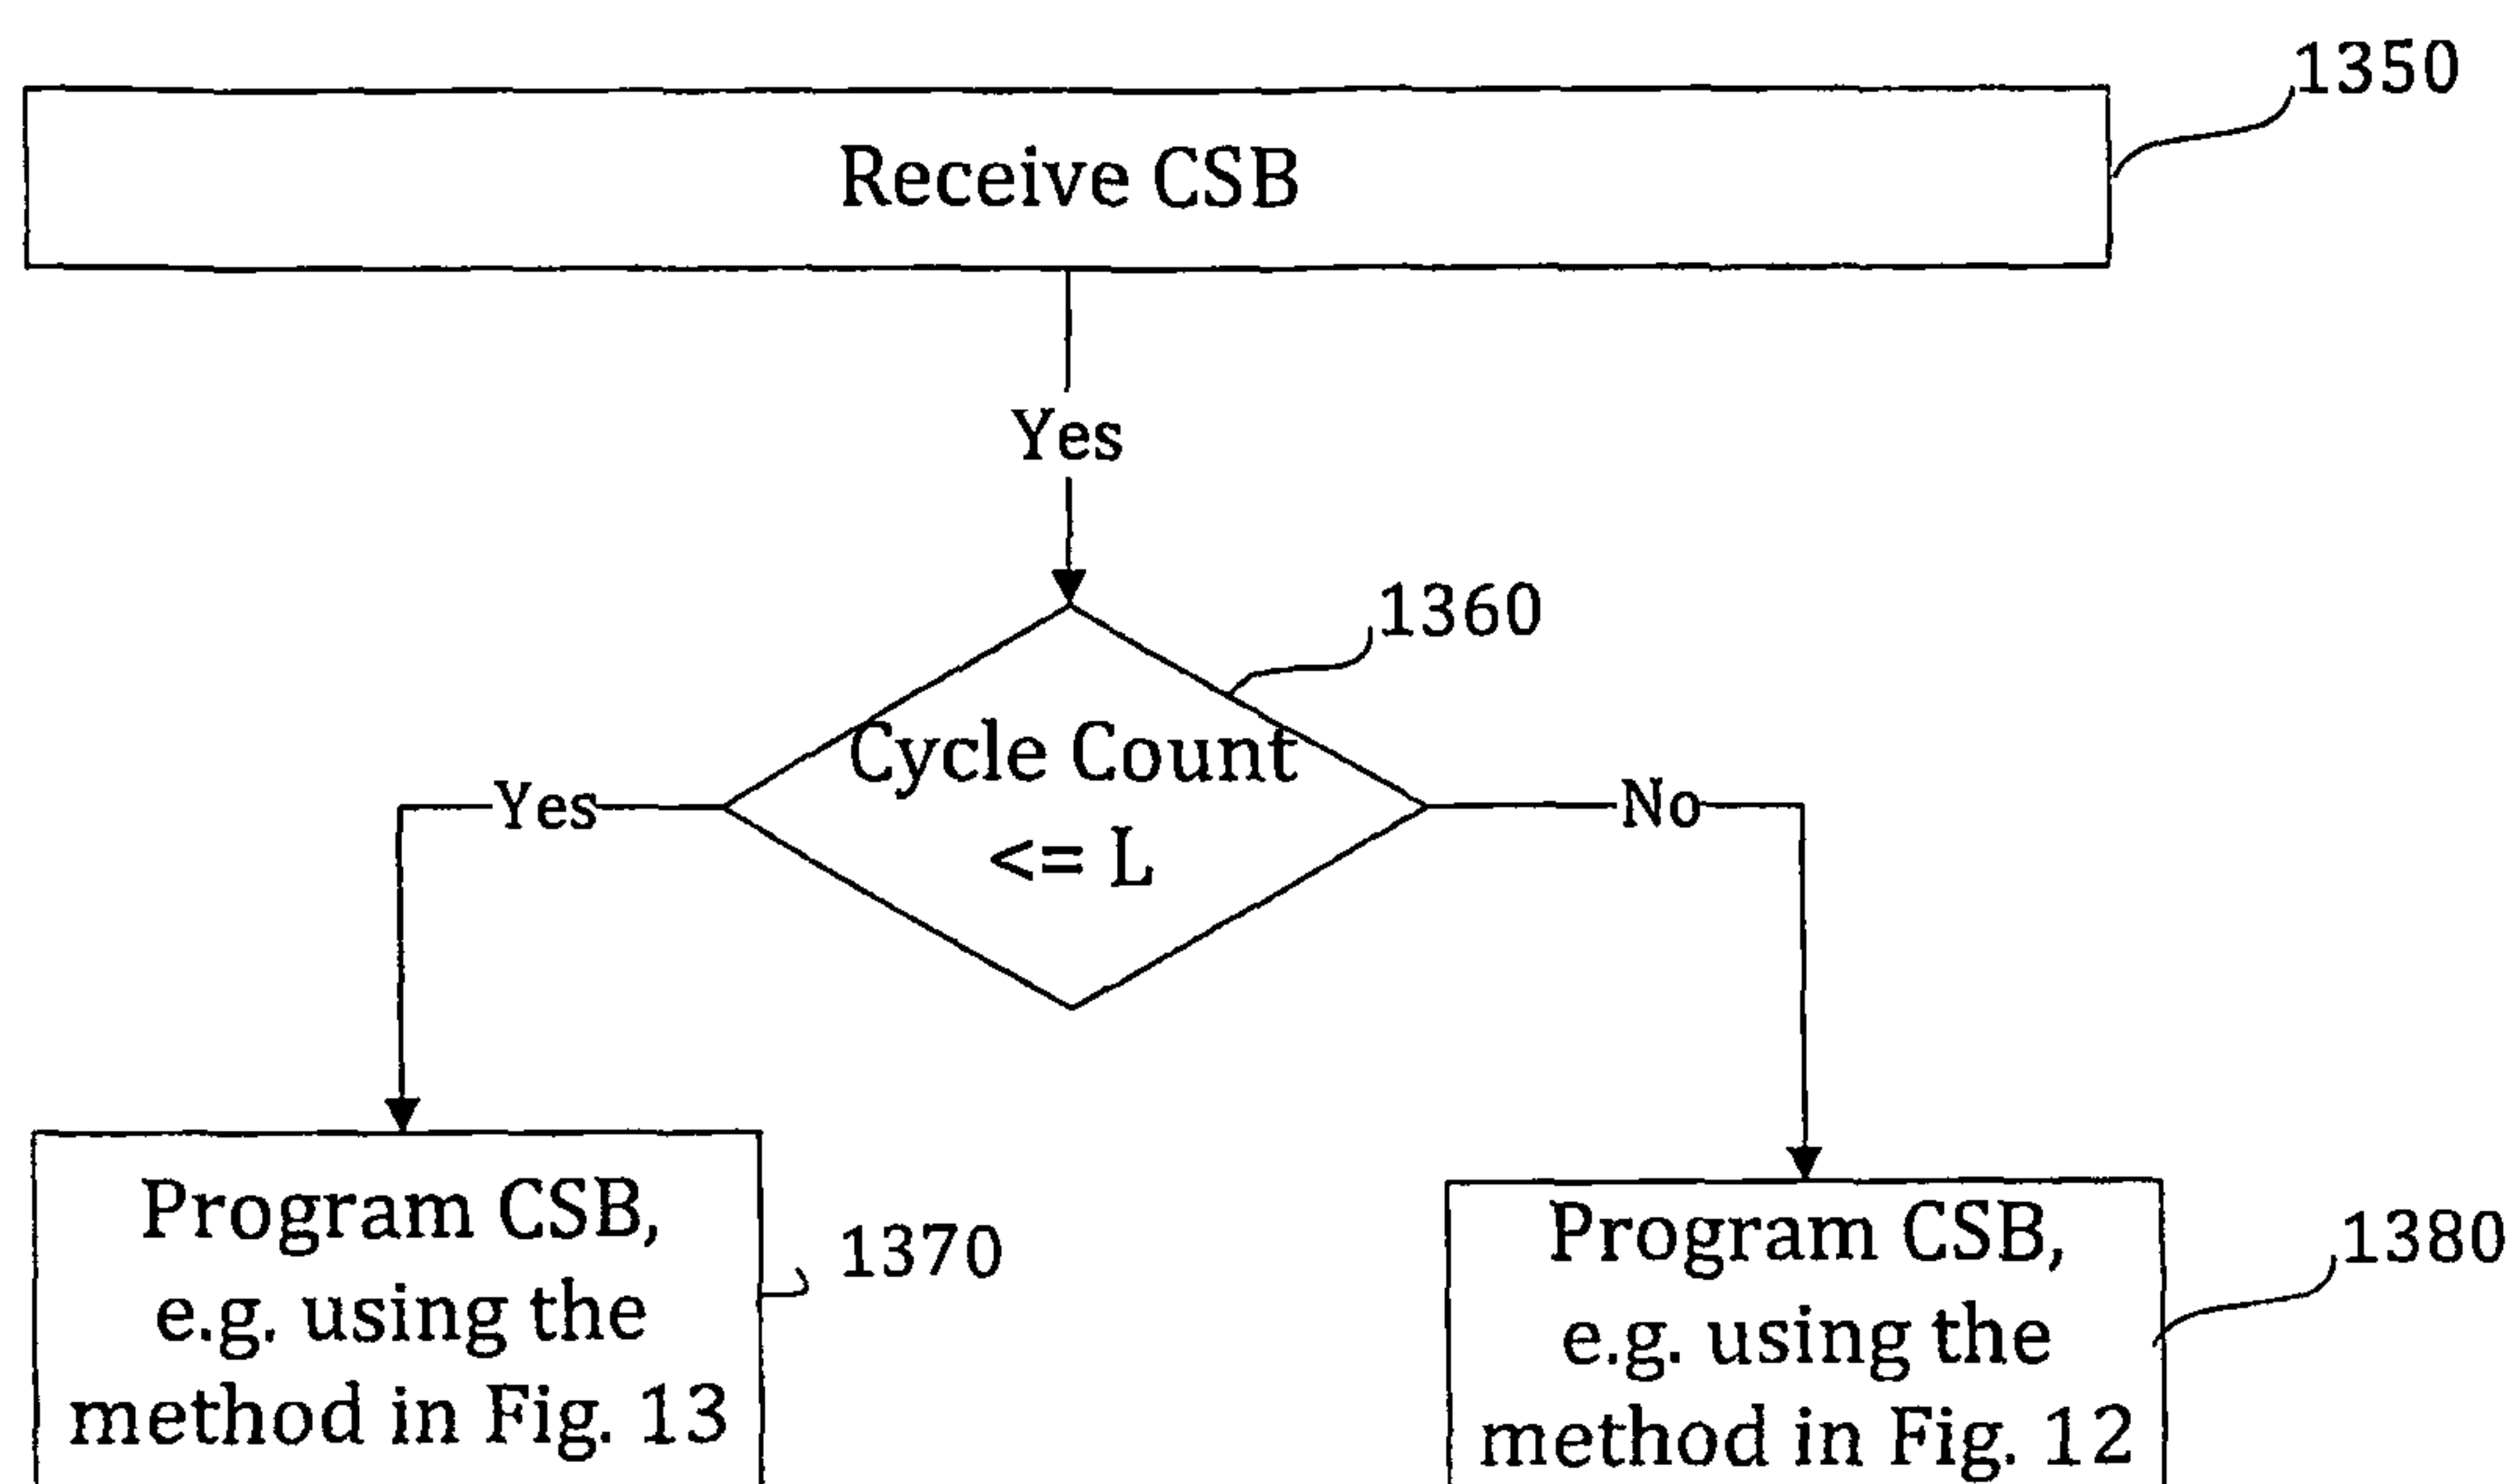 1350
Receive CSB
Yes
1360
Cycle Count
<= L
Yes
No
Program CSB,
e.g. using the
method in Fig. 13
1370
Program CSB,
e.g. using the
method in Fig. 12
1380